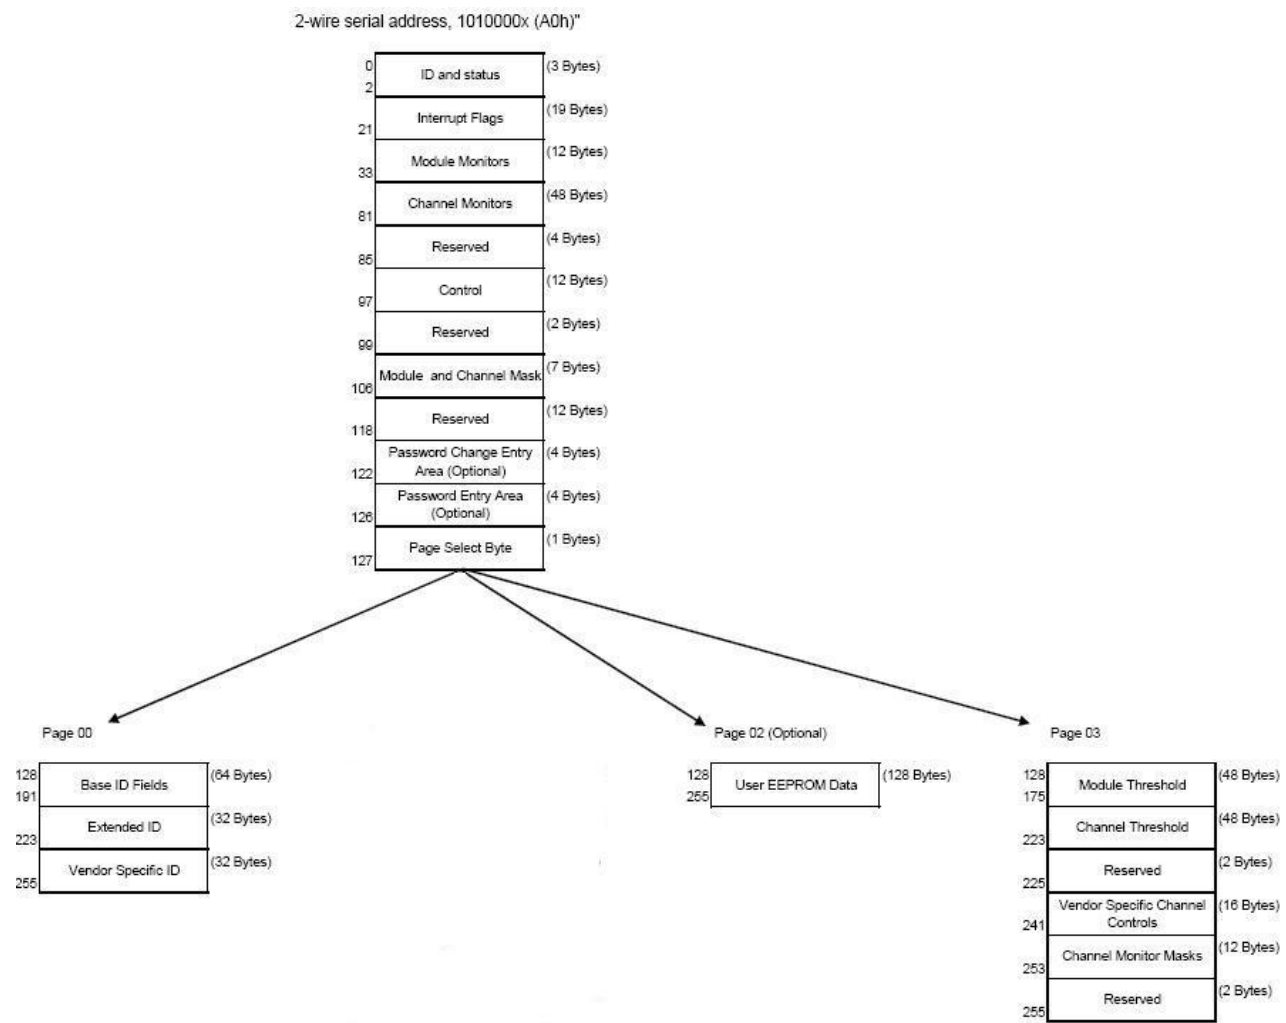 2-wire serial address, 1010000x (A0h)"
0
ID and status
(3 Bytes)
2
Interrupt Flags
(19 Bytes)
21
Module Monitors
(12 Bytes)
33
Channel Monitors
(48 Bytes)
81
Reserved
(4 Bytes)
85
Control
(12 Bytes)
97
Reserved
(2 Bytes)
99
Module and Channel Mask
(7 Bytes)
106
Reserved
(12 Bytes)
118
Password Change Entry
Area (Optional)
(4 Bytes)
122
Password Entry Area
(Optional)
(4 Bytes)
126
Page Select Byte
(1 Bytes)
127
Page 00
128
Base ID Fields
(64 Bytes)
191
Extended ID
(32 Bytes)
223
Vendor Specific ID
(32 Bytes)
255
Page 02 (Optional)
128
User EEPROM Data
(128 Bytes)
255
Page 03
128
Module Threshold
(48 Bytes)
175
Channel Threshold
(48 Bytes)
223
Reserved
(2 Bytes)
225
Vendor Specific Channel
Controls
(16 Bytes)
241
Channel Monitor Masks
(12 Bytes)
253
Reserved
(2 Bytes)
255